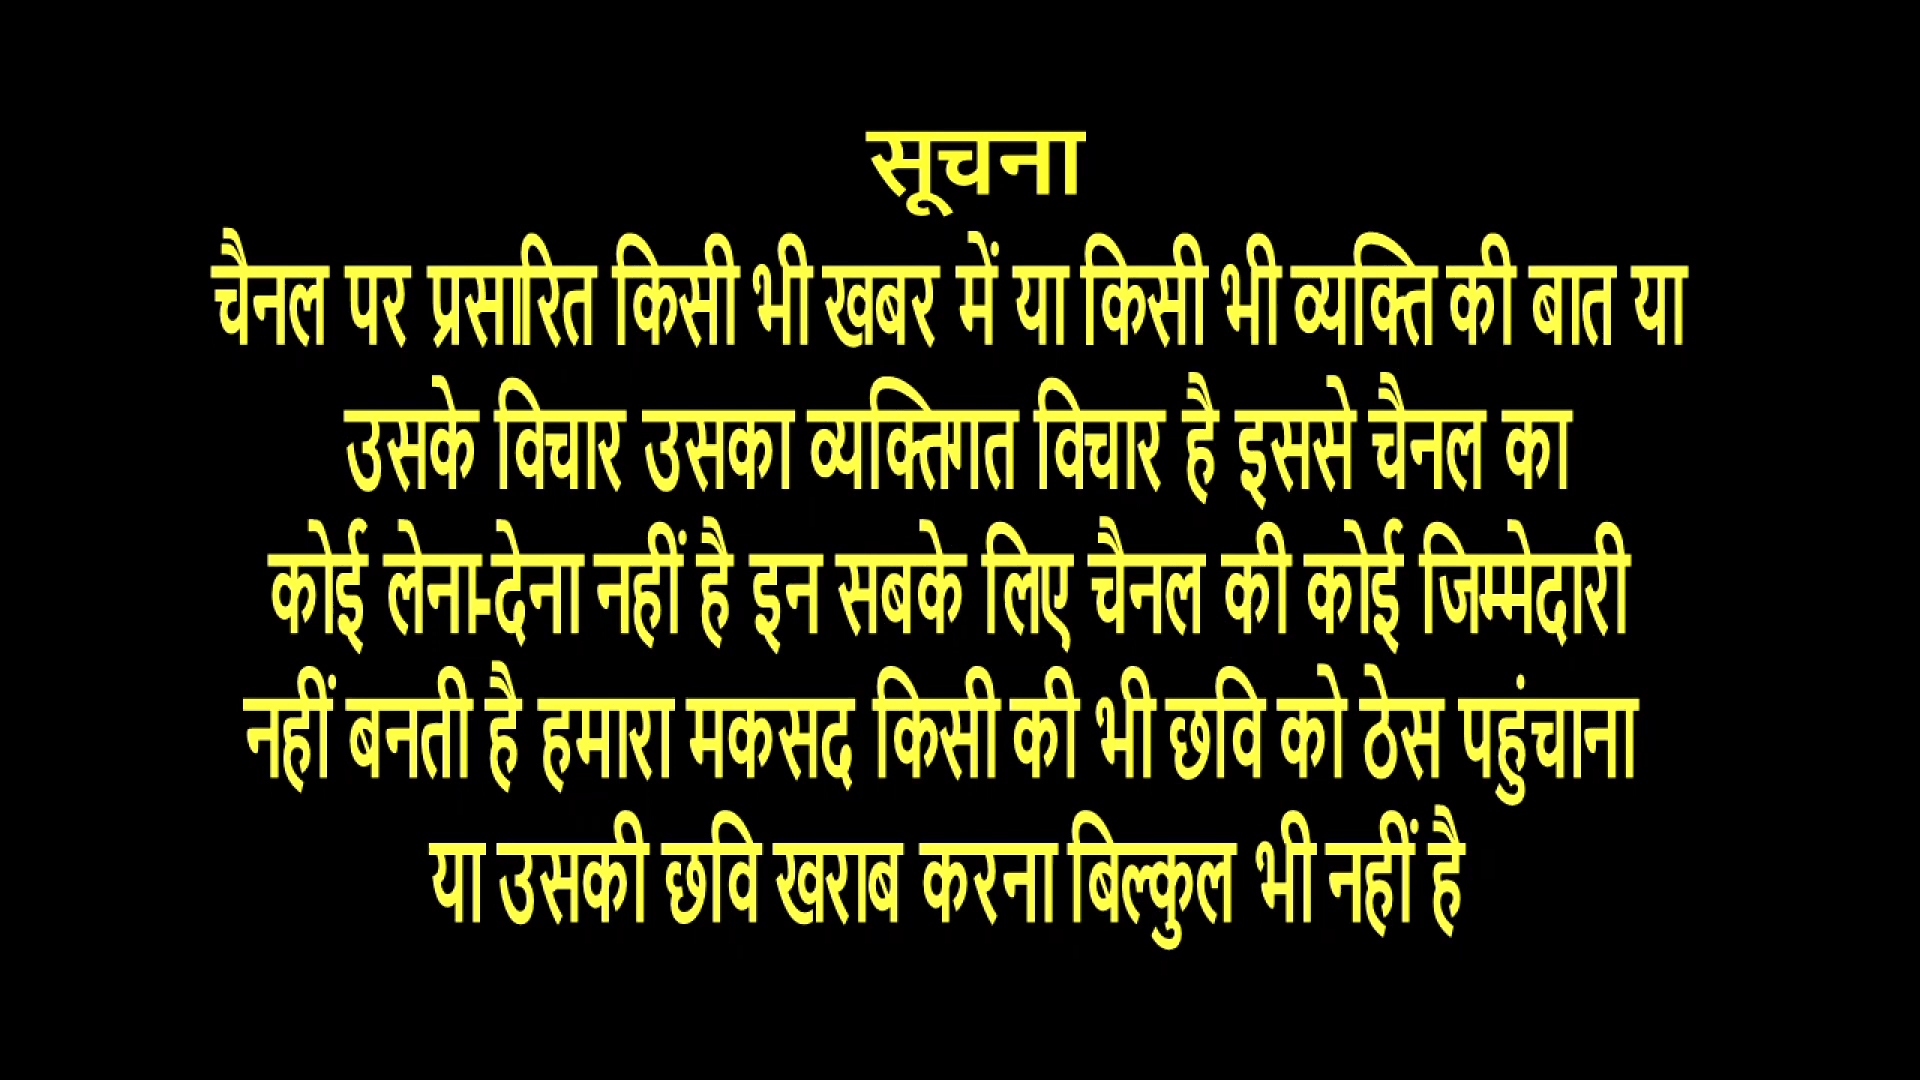 सूचना
चैनल पर प्रसारित किसी भी खबर में या किसी भी व्यक्ति की बात या
उसके विचार उसका व्यक्तिगत विचार है इससे चैनल का
कोई लेना-देना नहीं है इन सबके लिए चैनल की कोई जिम्मेदारी
नहीं बनती है हमारा मकसद किसी की भी छवि को ठेस पहुंचाना
या उसकी छवि खराब करना बिल्कुल भी नहीं है